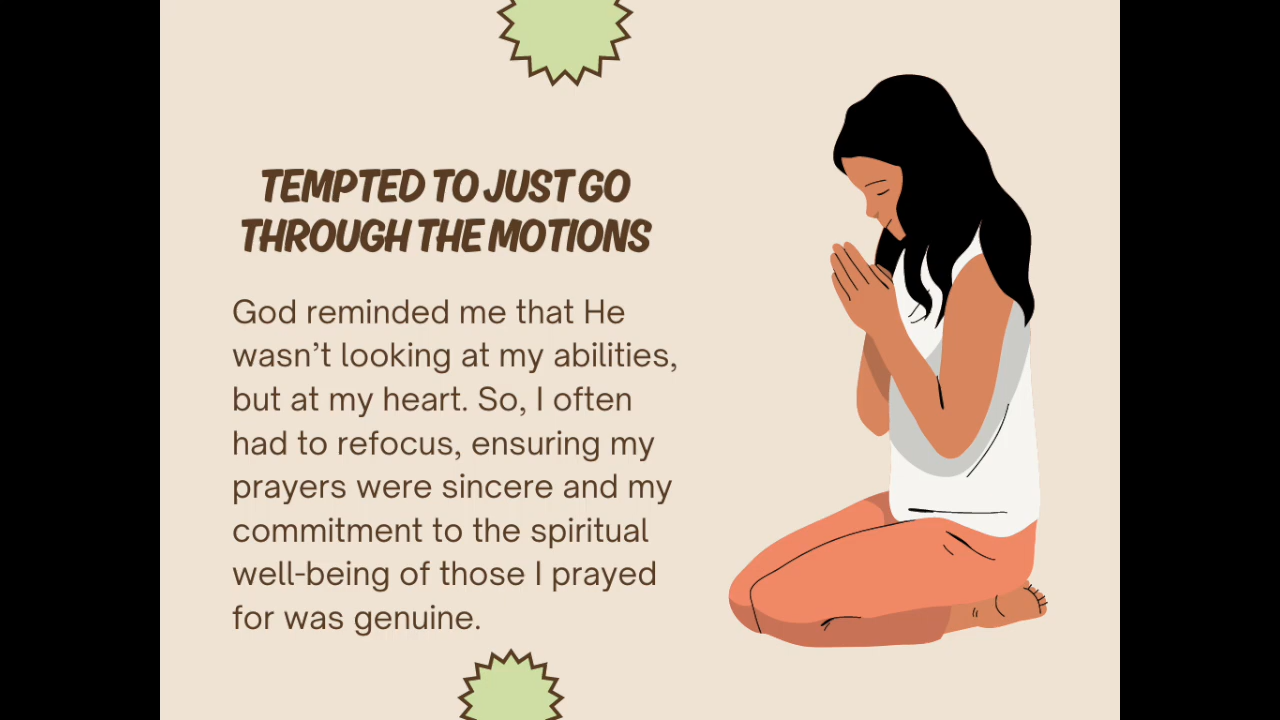 TEMPTED TO JUST GO
THROUGH THE MOTIONS
God reminded me that He
wasn’t looking at my abilities,
but at my heart. So, I often
had to refocus, ensuring my
prayers were sincere and my
commitment to the spiritual
well-being of those I prayed
for was genuine.